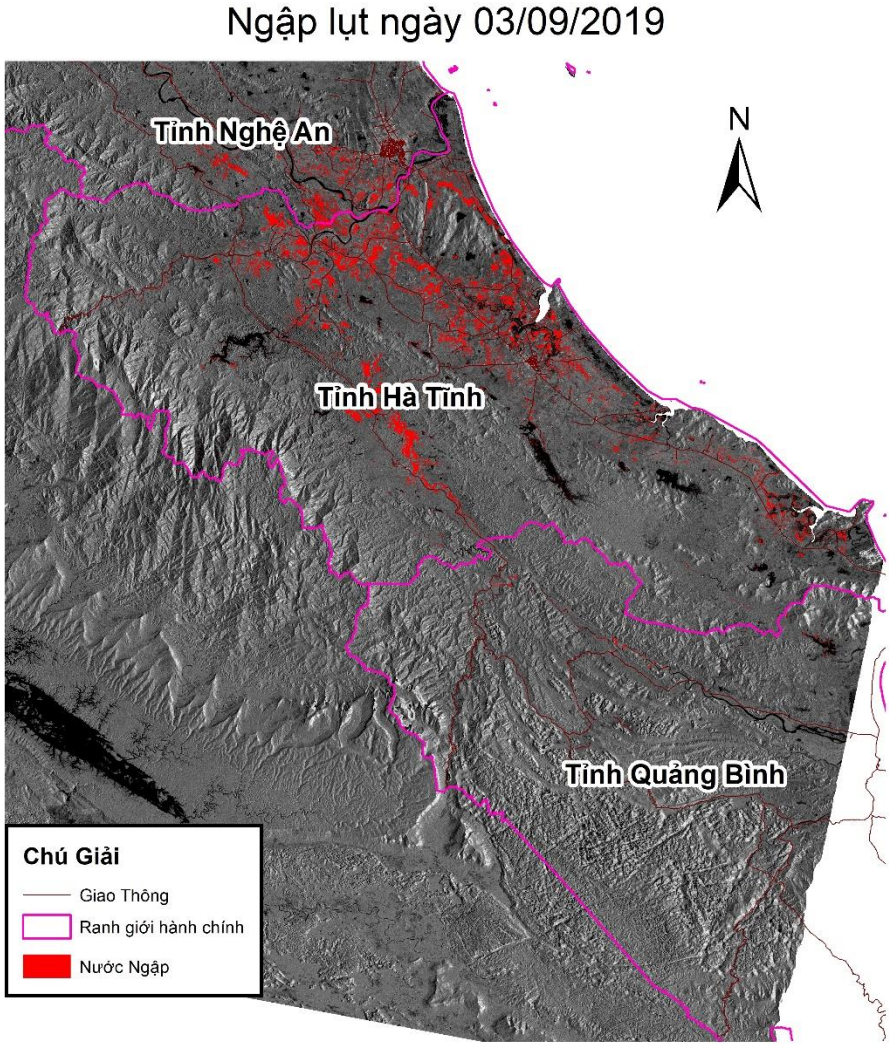 Ngập lụt ngày 03/09/2019
N
Tỉnh Nghệ An
Tỉnh Hà Tĩnh
Tỉnh Quảng Bình
Chú Giải
Giao Thông
Ranh giới hành chính
Nước Ngập